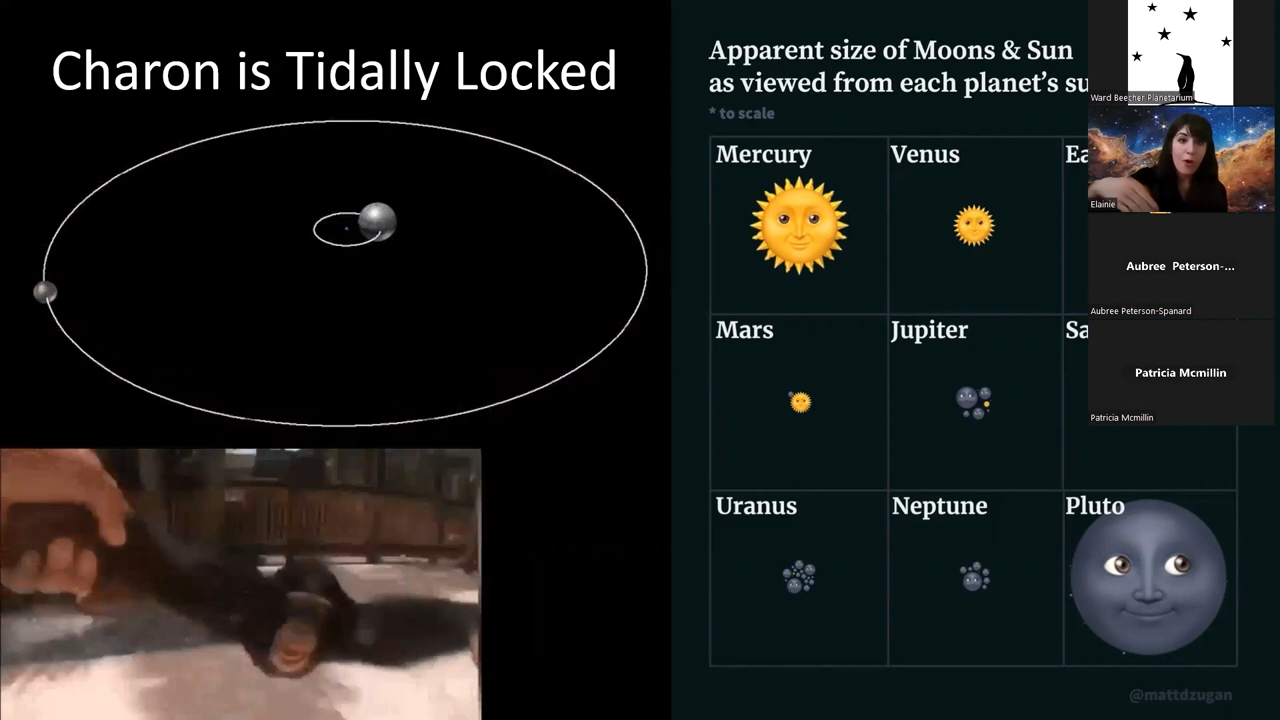 Charon is Tidally Locked
Apparent size of Moons & Sun
as viewed from each planet's su
* to scale
Mercury
Venus
Ea
Mars
Jupiter
Sa
Uranus
Neptune
Pluto
@mattdzugan
Ward Beecher Planetarium
Elainie
Aubree Peterson-...
Aubree Peterson-Spanard
Patricia Mcmillin
Patricia Mcmillin